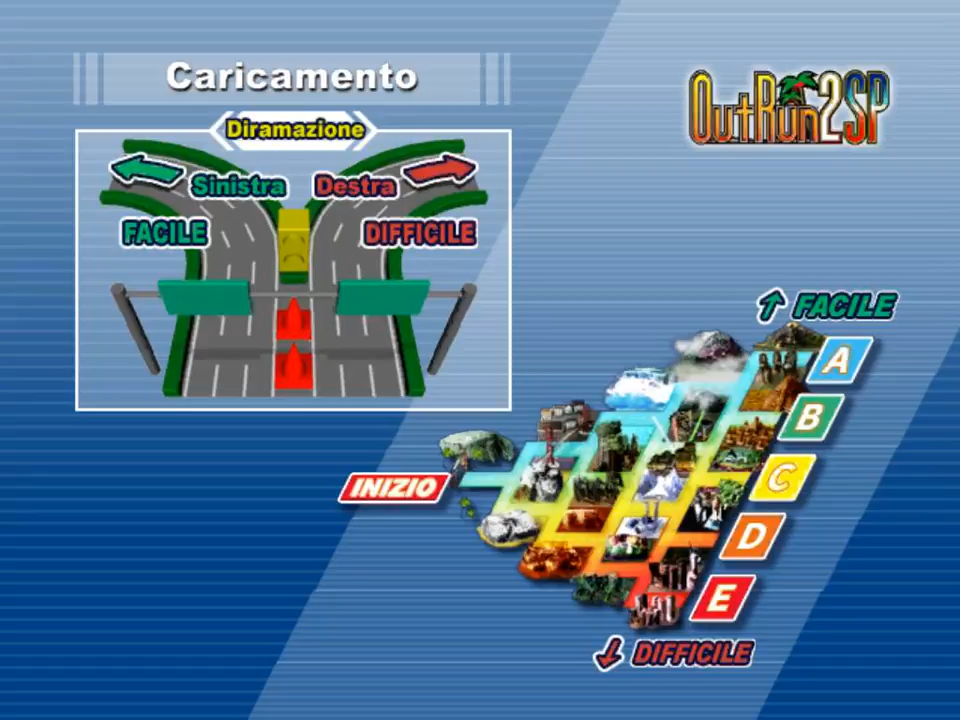 Caricamento
OutRun2SP
Diramazione
Sinistra Destra
FACILE DIFFICILE
FACILE
A
B
C
INIZIO
D
E
DIFFICILE